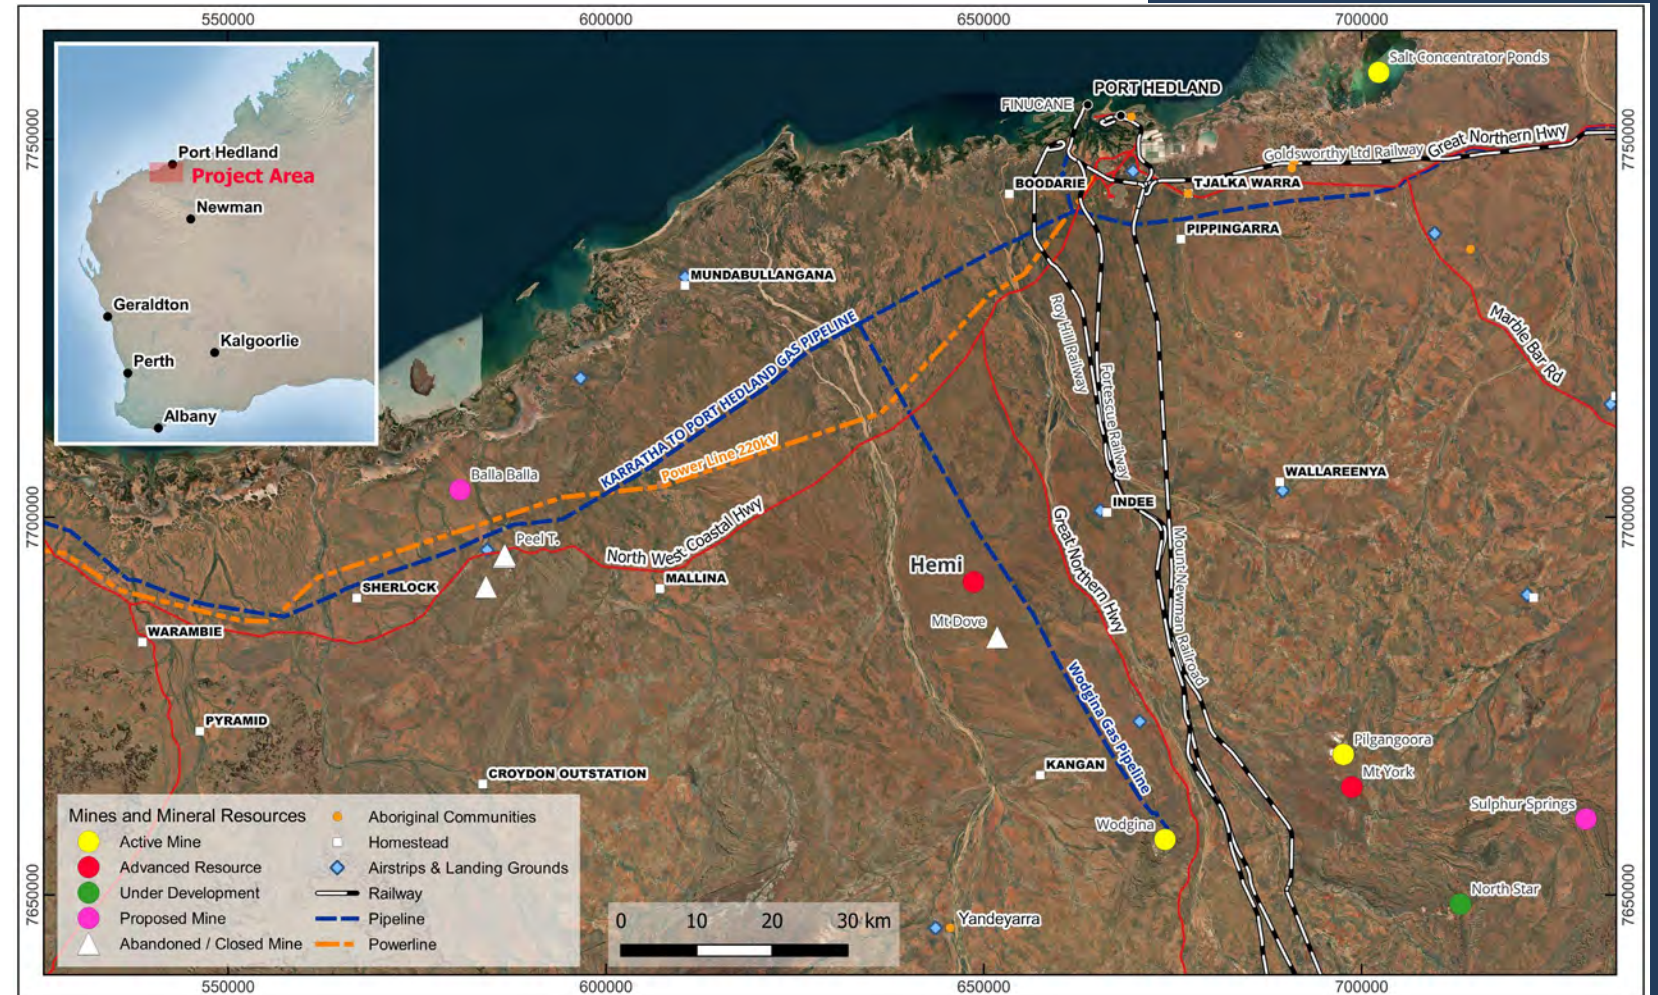 550000
600000
650000
700000
7750000
7700000
7650000
7750000
7700000
7650000
Port Hedland
Project Area
Newman
Geraldton
Kalgoorlie
Perth
Albany
Salt Concentrator Ponds
PORT HEDLAND
FINUCANE
Goldsworthy Ltd Railway
Great Northern Hwy
BOODARIE
TJALKA WARRA
PIPPINGARRA
MUNDABULLANGANA
Marble Bar Rd
Roy Hill Railway
Fortescue Railway
KARRATHA TO PORT HEDLAND GAS PIPELINE
Power Line 220kV
Balla Balla
WALLAREENYA
INDEE
North West Coastal Hwy
Great Northern Hwy
Mount Newman Railroad
Peel T.
Hemi
MALLINA
SHERLOCK
Mt Dove
WARAMBIE
Wodgina Gas Pipeline
PYRAMID
Pilgangoora
Mt York
KANGAN
CROYDON OUTSTATION
Sulphur Springs
Wodgina
North Star
Yandeyarra
Mines and Mineral Resources
Active Mine
Advanced Resource
Under Development
Proposed Mine
Abandoned / Closed Mine
Aboriginal Communities
Homestead
Airstrips & Landing Grounds
Railway
Pipeline
Powerline
0 10 20 30 km
550000
600000
650000
700000